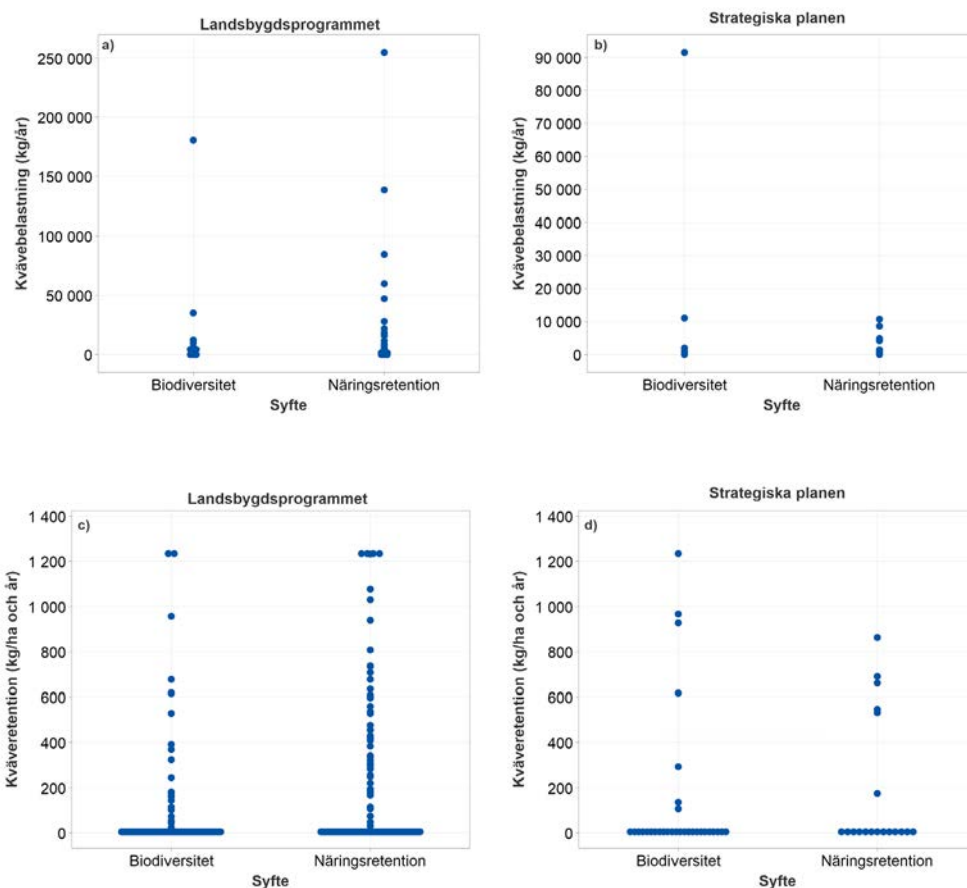 Landsbygdsprogrammet
a)
Kvävebelastning (kg/år)
250 000
200 000
150 000
100 000
50 000
0
Biodiversitet
Näringsretention
Syfte
Strategiska planen
b)
Kvävebelastning (kg/år)
90 000
80 000
70 000
60 000
50 000
40 000
30 000
20 000
10 000
0
Biodiversitet
Näringsretention
Syfte
Landsbygdsprogrammet
c)
Kväveretention (kg/ha och år)
1 400
1 200
1 000
800
600
400
200
0
Biodiversitet
Näringsretention
Syfte
Strategiska planen
d)
Kväveretention (kg/ha och år)
1 400
1 200
1 000
800
600
400
200
0
Biodiversitet
Näringsretention
Syfte